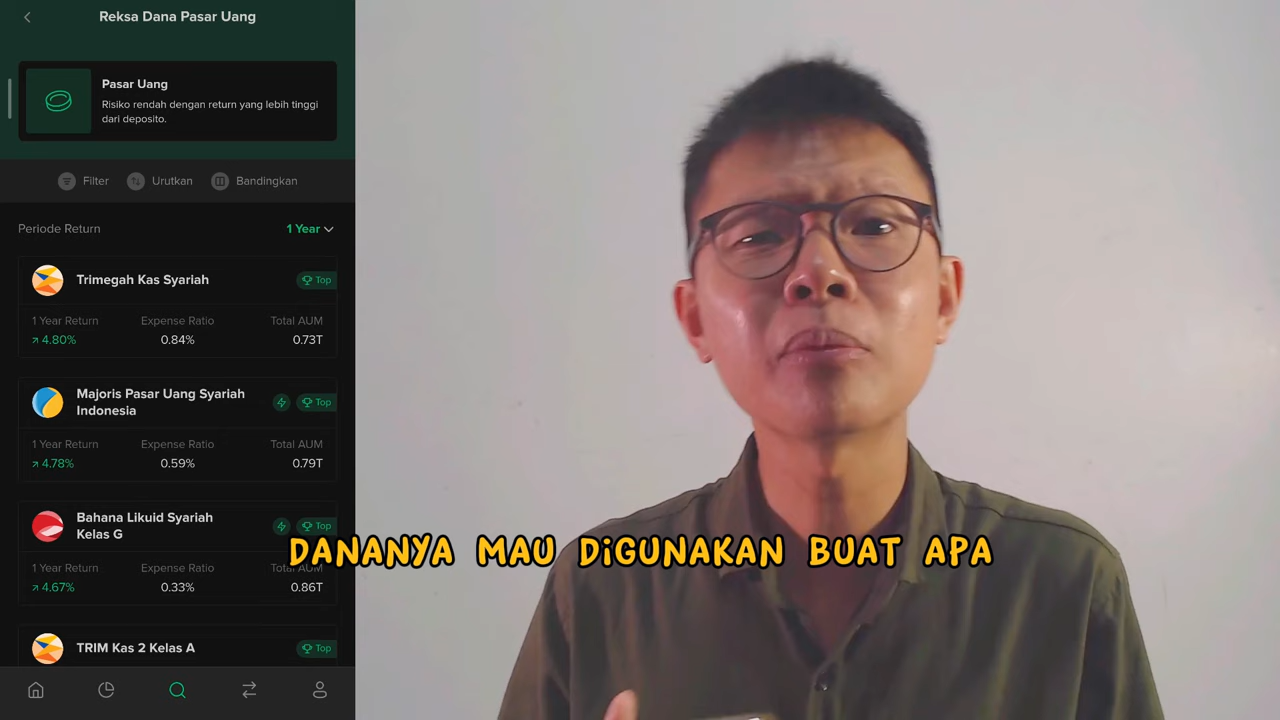 Reksa Dana Pasar Uang
Pasar Uang
Risiko rendah dengan return yang lebih tinggi
dari deposito.
Filter Urutkan Bandingkan
Periode Return 1 Year
Trimegah Kas Syariah Top
1 Year Return Expense Ratio Total AUM
4.80% 0.84% 0.73T
Majoris Pasar Uang Syariah
Indonesia Top
1 Year Return Expense Ratio Total AUM
4.78% 0.59% 0.79T
Bahana Likuid Syariah
Kelas G Top
1 Year Return Expense Ratio Total AUM
4.67% 0.33% 0.86T
TRIM Kas 2 Kelas A Top
DANANYA MAU DiGUNAKAN BUAT APA